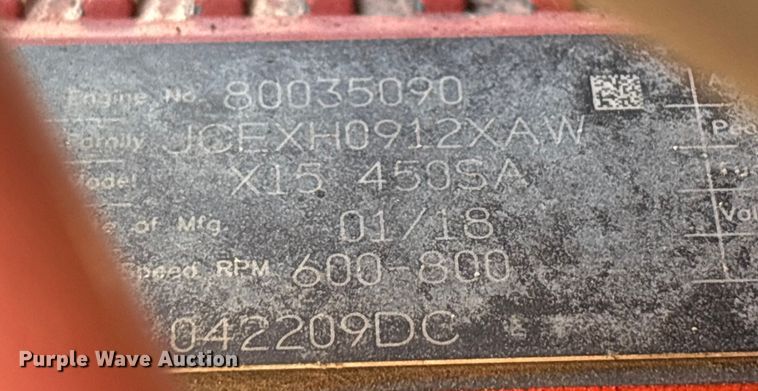 Engine No. 80035090
Family JCEXH0912XAW
Model X15 450SA
of Mfg. 01/18
Speed RPM 600-800
042209DC
Purple Wave Auction